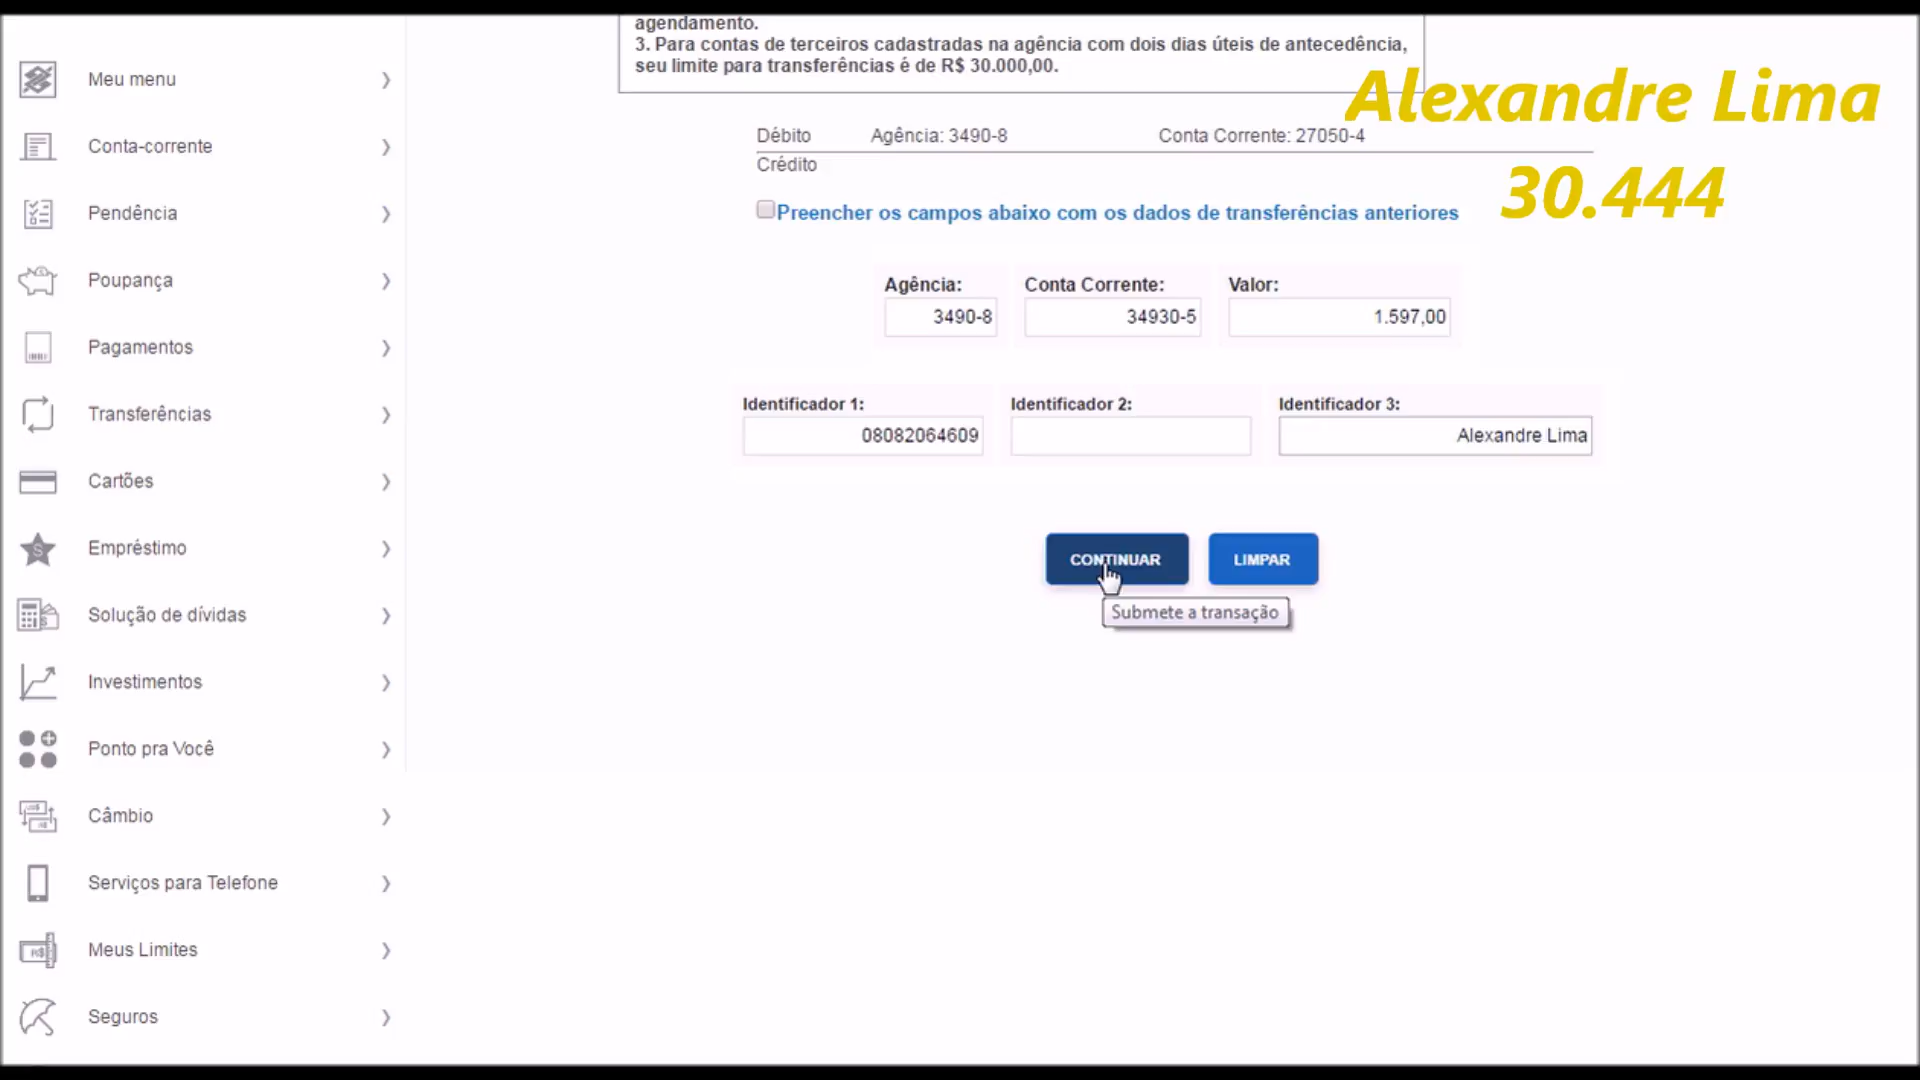 agendamento.
3. Para contas de terceiros cadastradas na agência com dois dias úteis de antecedência,
seu limite para transferências é de R$ 30.000,00.
Alexandre Lima
30.444
Débito Agência: 3490-8 Conta Corrente: 27050-4
Crédito
Preencher os campos abaixo com os dados de transferências anteriores
Agência: Conta Corrente: Valor:
3490-8 34930-5 1.597,00
Identificador 1: Identificador 2: Identificador 3:
08082064609 Alexandre Lima
CONTINUAR LIMPAR
Submete a transação
Meu menu
Conta-corrente
Pendência
Poupança
Pagamentos
Transferências
Cartões
Empréstimo
Solução de dívidas
Investimentos
Ponto pra Você
Câmbio
Serviços para Telefone
Meus Limites
Seguros